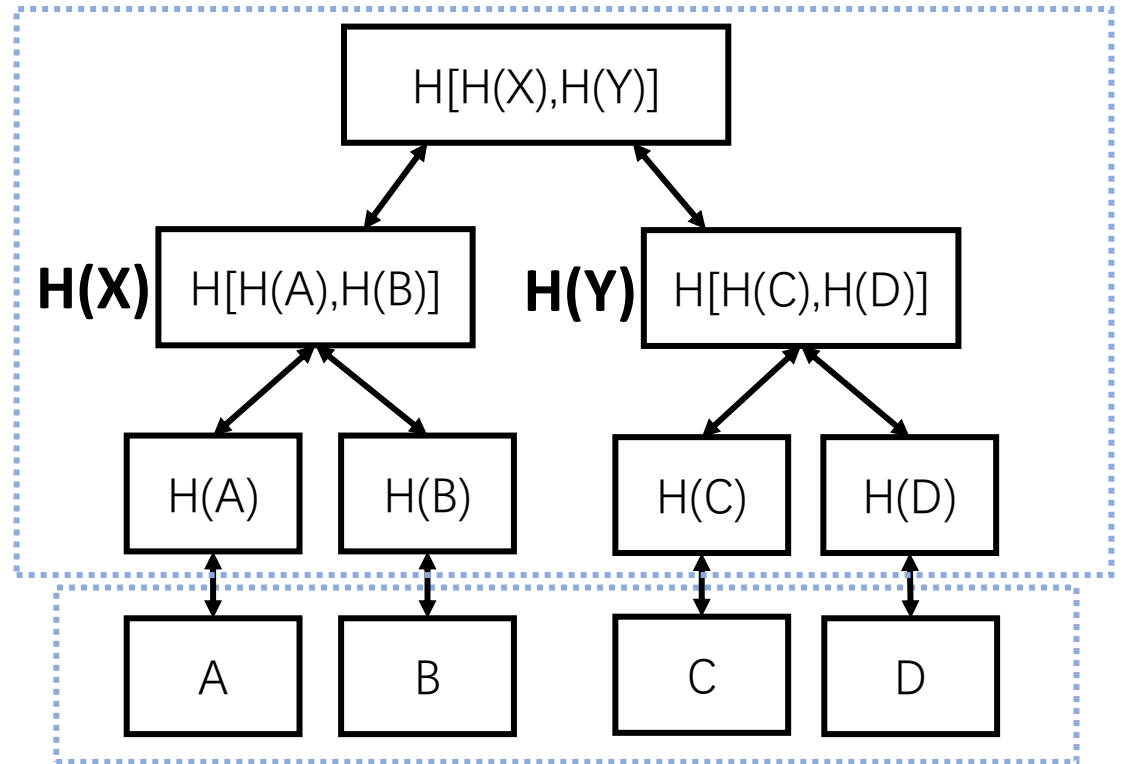 H[H(X),H(Y)]
H(X)
H[H(A),H(B)]
H(Y)
H[H(C),H(D)]
H(A)
H(B)
H(C)
H(D)
A
B
C
D